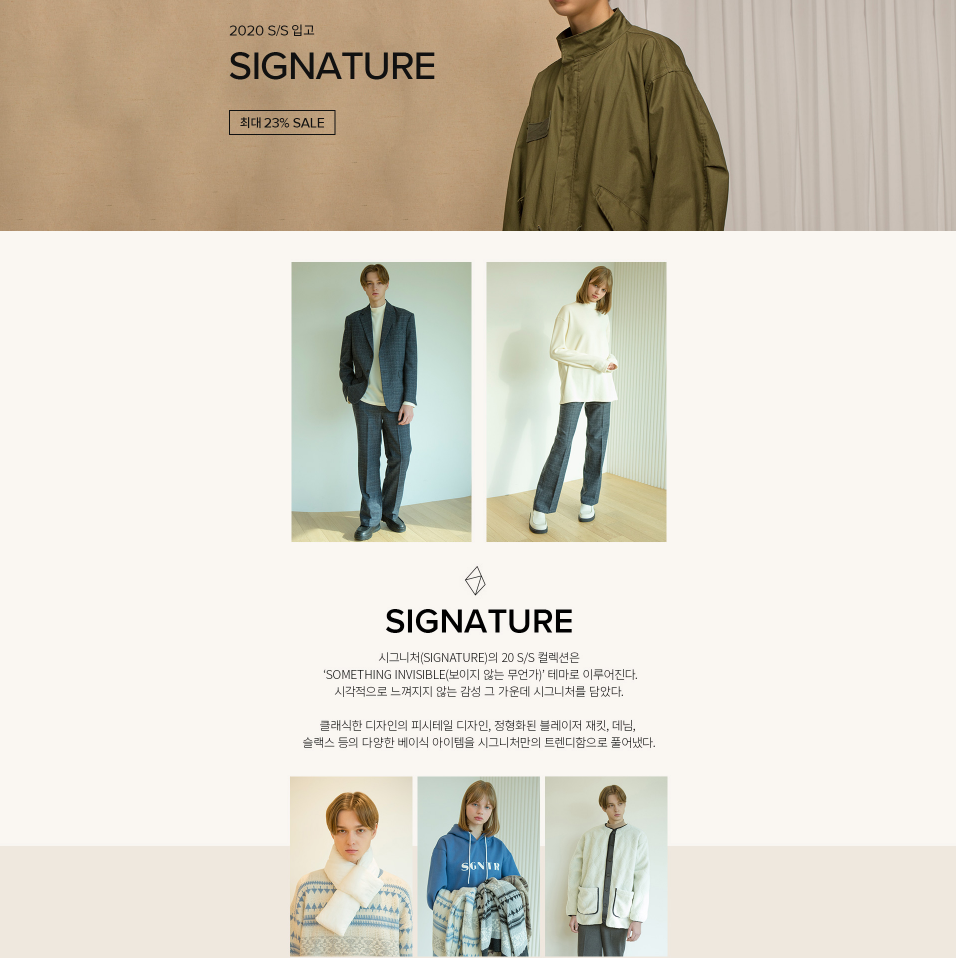 2020 S/S 입고
SIGNATURE
최대 23% SALE
SIGNATURE
시그니처(SIGNATURE)의 20 S/S 컬렉션은
‘SOMETHING INVISIBLE(보이지 않는 무언가)’ 테마로 이루어진다.
시각적으로 느껴지지 않는 감성 그 가운데 시그니처를 담았다.
클래식한 디자인의 피시테일 디자인, 정형화된 블레이저 재킷, 데님,
슬랙스 등의 다양한 베이식 아이템을 시그니처만의 트렌디함으로 풀어냈다.